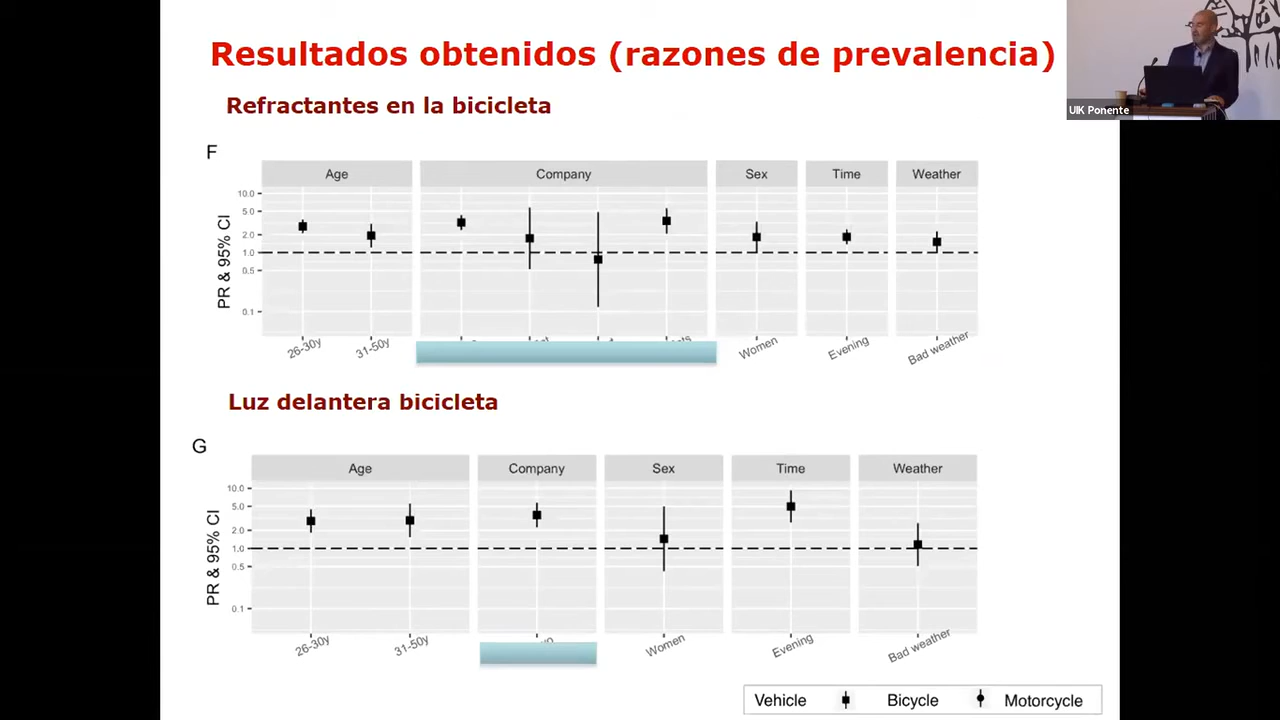 Resultados obtenidos (razones de prevalencia)
UIK Ponente
Refractantes en la bicicleta
F
Age Company Sex Time Weather
PR & 95% CI
10.0
5.0
2.0
1.0
0.5
0.1
26-30y 31-50y Women Evening Bad weather
Luz delantera bicicleta
G
Age Company Sex Time Weather
PR & 95% CI
10.0
5.0
2.0
1.0
0.5
0.1
26-30y 31-50y Women Evening Bad weather
Vehicle Bicycle Motorcycle